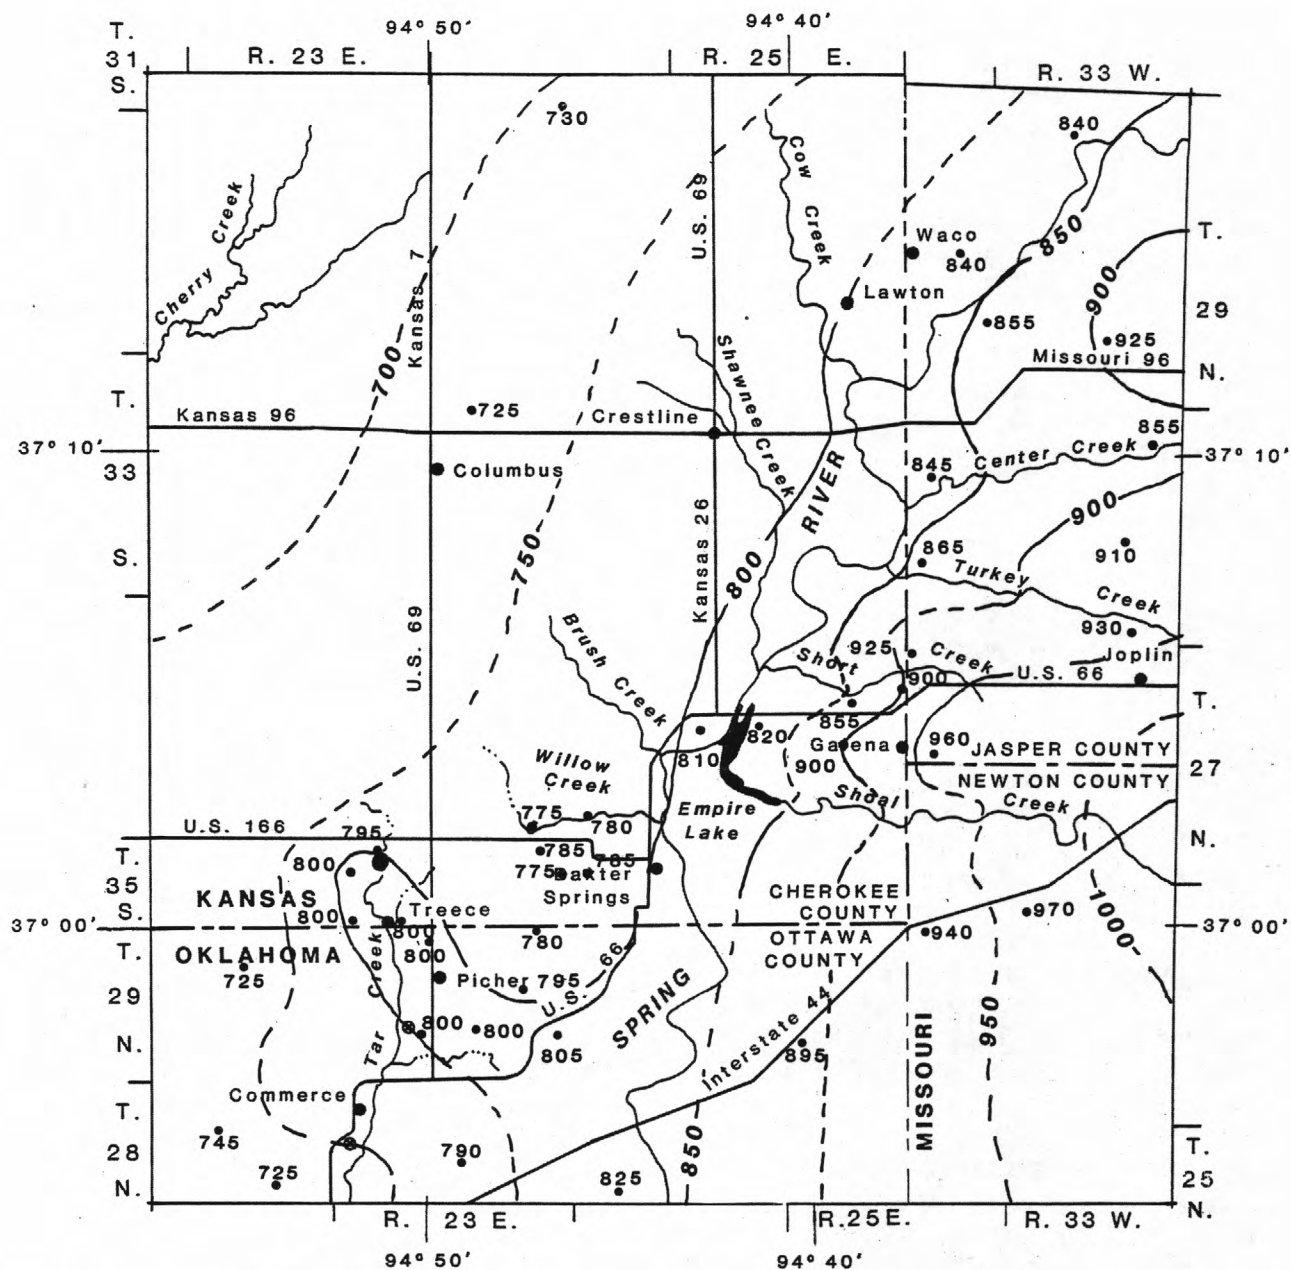 94° 50'
94° 40'
T.
31
S.
R. 23 E.
R. 25 E.
R. 33 W.
730
840
Cow Creek
U.S. 69
Cherry Creek
Kansas 7
Waco
840
850
T.
29
N.
900
Lawton
855
925
Missouri 96
700
Shawnee Creek
T.
33
S.
Kansas 96
725
Crestline
855
37° 10'
37° 10'
Columbus
RIVER
845
Center Creek
900
Kansas 26
750
800
910
865
Turkey Creek
U.S. 69
Brush Creek
925
930
Short Creek
Joplin
900
U.S. 66
855
T.
27
N.
820
810
Galena
900
960
JASPER COUNTY
NEWTON COUNTY
Willow Creek
Empire Lake
Shoal Creek
775
780
U.S. 166
795
800
785
785
775
Baxter Springs
T.
35
S.
KANSAS
800
Treece
800
CHEROKEE COUNTY
970
1000
37° 00'
37° 00'
OKLAHOMA
800
780
OTTAWA COUNTY
940
T.
29
N.
725
Tar Creek
Picher
795
U.S. 66
SPRING
800
800
805
Interstate 44
895
MISSOURI
950
Commerce
T.
28
N.
745
725
790
825
850
T.
25
N.
R. 23 E.
R.25E.
R. 33 W.
94° 50'
94° 40'